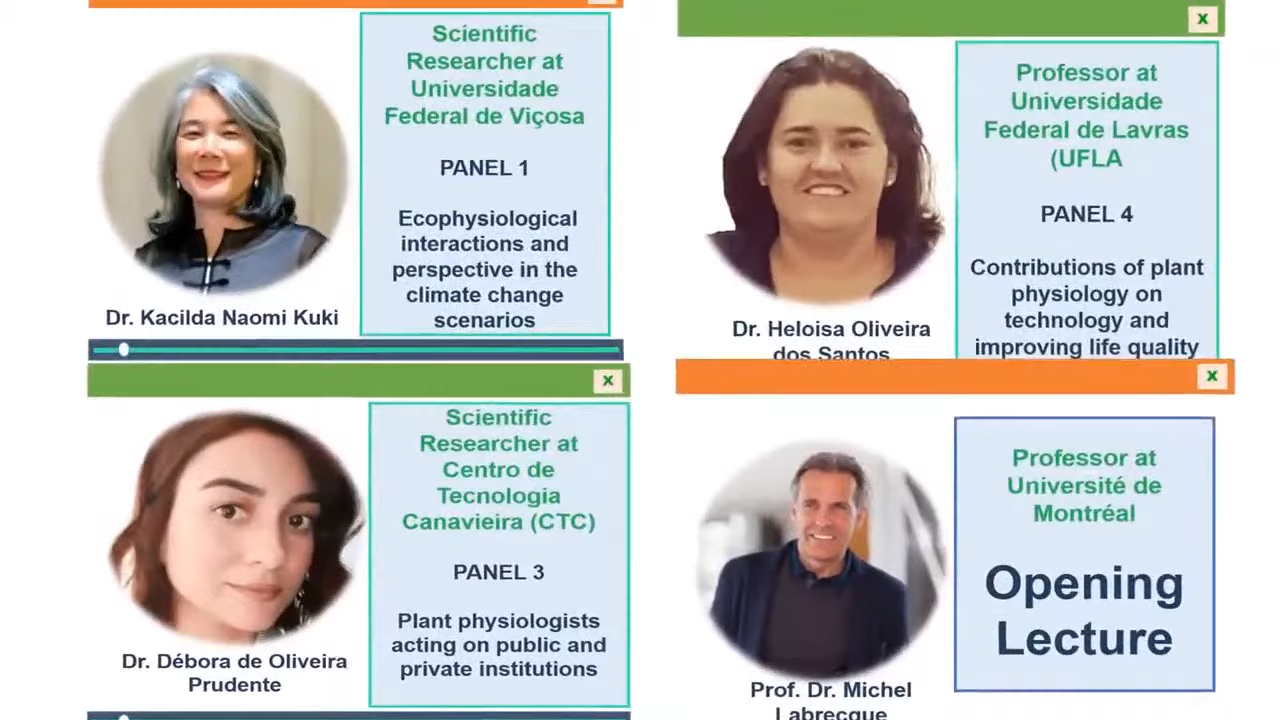 Scientific
Researcher at
Universidade
Federal de Viçosa
PANEL 1
Ecophysiological
interactions and
perspective in the
climate change
scenarios
Dr. Kacilda Naomi Kuki
x
Professor at
Universidade
Federal de Lavras
(UFLA
PANEL 4
Contributions of plant
physiology on
technology and
improving life quality
Dr. Heloisa Oliveira
dos Santos
x
Scientific
Researcher at
Centro de
Tecnologia
Canavieira (CTC)
PANEL 3
Plant physiologists
acting on public and
private institutions
Dr. Débora de Oliveira
Prudente
x
Professor at
Université de
Montréal
Opening
Lecture
Prof. Dr. Michel
Labrecque